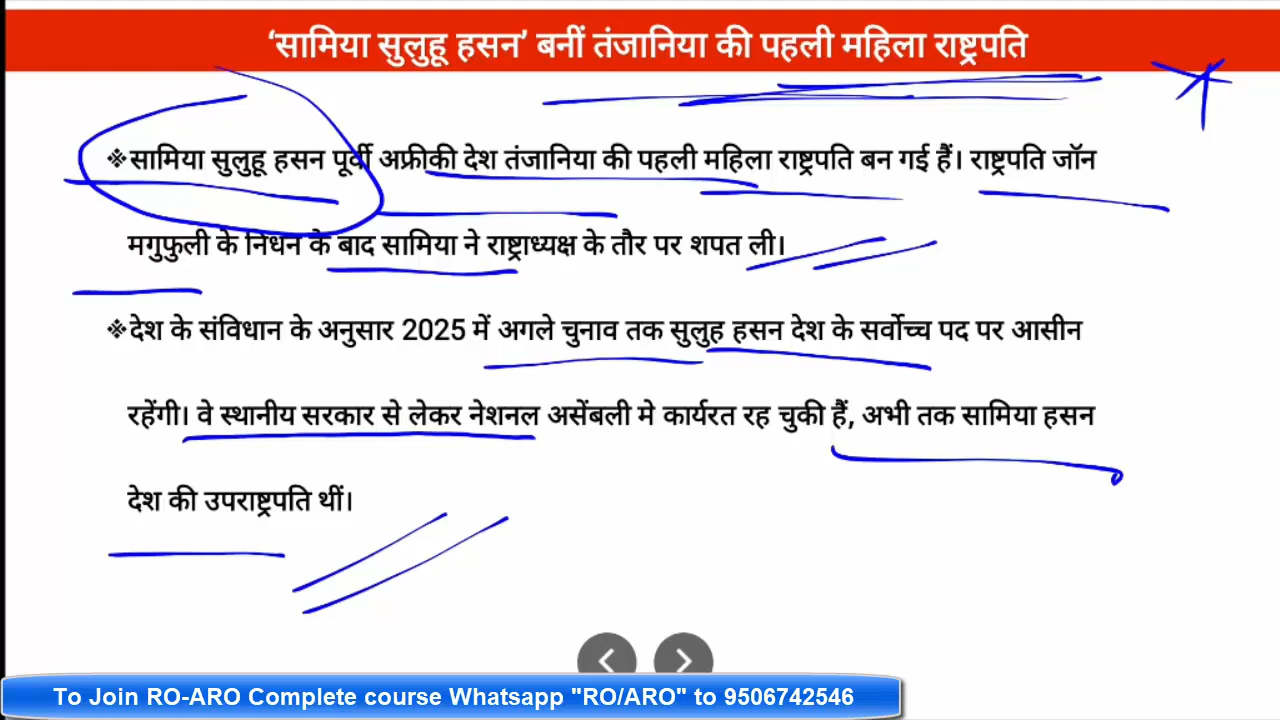 ‘सामिया सुलुहू हसन’ बनीं तंजानिया की पहली महिला राष्ट्रपति
❖सामिया सुलुहू हसन पूर्वी अफ्रीकी देश तंजानिया की पहली महिला राष्ट्रपति बन गई हैं। राष्ट्रपति जॉन
मगुफुली के निधन के बाद सामिया ने राष्ट्राध्यक्ष के तौर पर शपत ली।
❖देश के संविधान के अनुसार 2025 में अगले चुनाव तक सुलुह हसन देश के सर्वोच्च पद पर आसीन
रहेंगी। वे स्थानीय सरकार से लेकर नेशनल असेंबली मे कार्यरत रह चुकी हैं, अभी तक सामिया हसन
देश की उपराष्ट्रपति थीं।
To Join RO-ARO Complete course Whatsapp "RO/ARO" to 9506742546